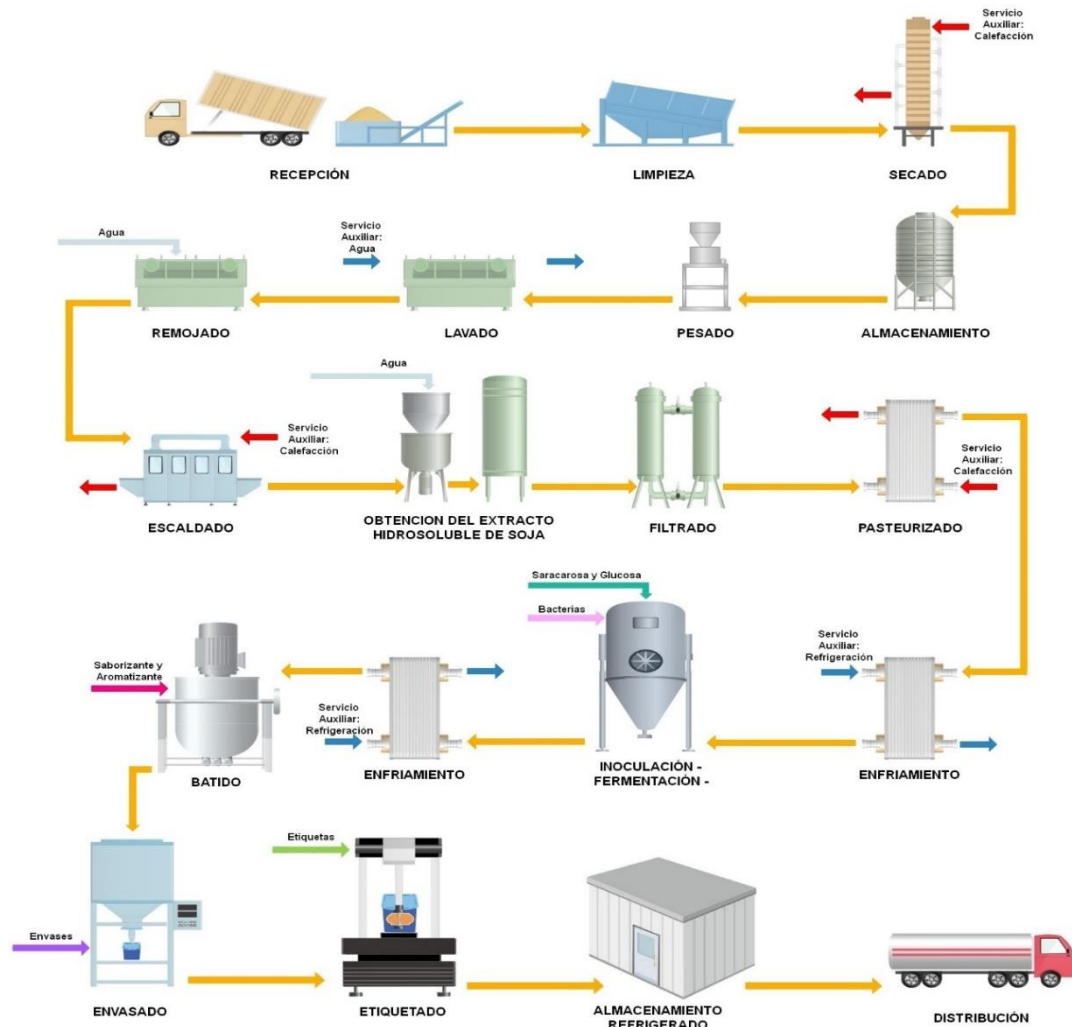 Servicio
Auxiliar:
Calefacción
RECEPCIÓN
LIMPIEZA
SECADO
Agua
Servicio
Auxiliar:
Agua
REMOJADO
LAVADO
PESADO
ALMACENAMIENTO
Agua
Servicio
Auxiliar:
Calefacción
Servicio
Auxiliar:
Calefacción
ESCALDADO
OBTENCION DEL EXTRACTO
HIDROSOLUBLE DE SOJA
FILTRADO
PASTEURIZADO
Saracarosa y Glucosa
Bacterias
Saborizante y
Aromatizante
Servicio
Auxiliar:
Refrigeración
Servicio
Auxiliar:
Refrigeración
BATIDO
ENFRIAMIENTO
INOCULACIÓN -
FERMENTACIÓN -
ENFRIAMIENTO
Etiquetas
Envases
ENVASADO
ETIQUETADO
ALMACENAMIENTO
REFRIGERADO
DISTRIBUCIÓN